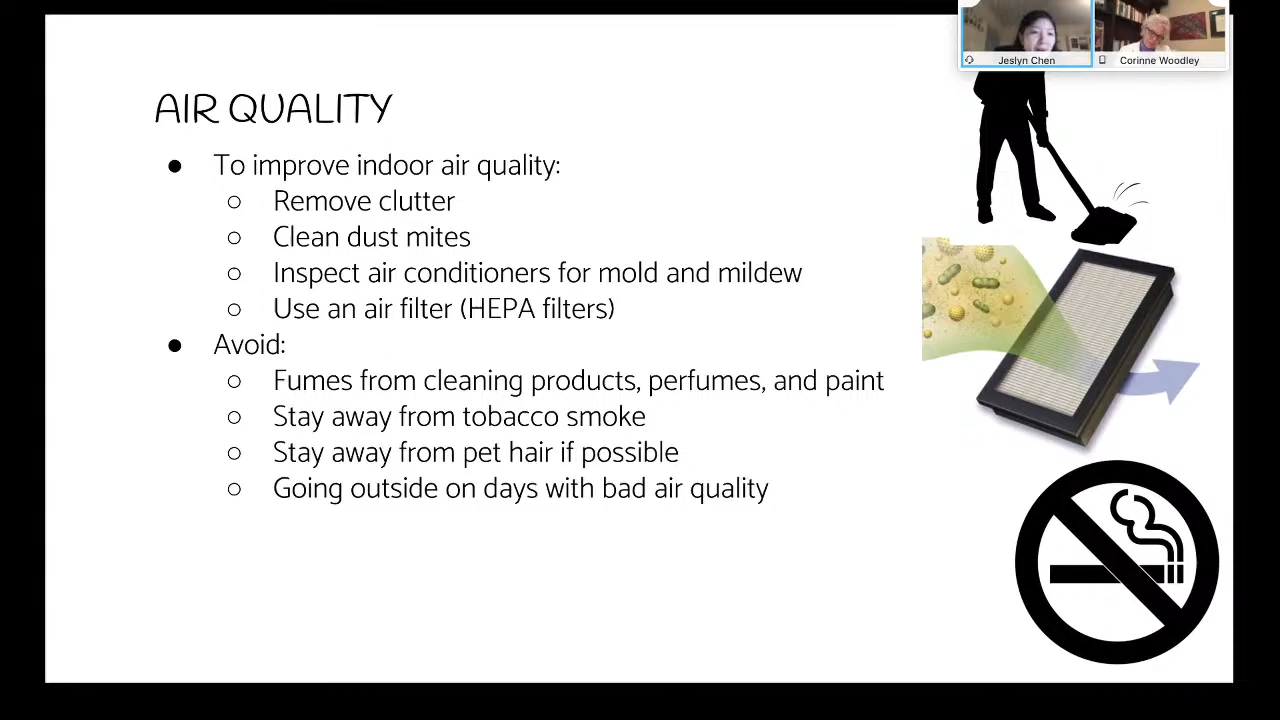 Jeslyn Chen
Corinne Woodley
AIR QUALITY
● To improve indoor air quality:
○ Remove clutter
○ Clean dust mites
○ Inspect air conditioners for mold and mildew
○ Use an air filter (HEPA filters)
● Avoid:
○ Fumes from cleaning products, perfumes, and paint
○ Stay away from tobacco smoke
○ Stay away from pet hair if possible
○ Going outside on days with bad air quality